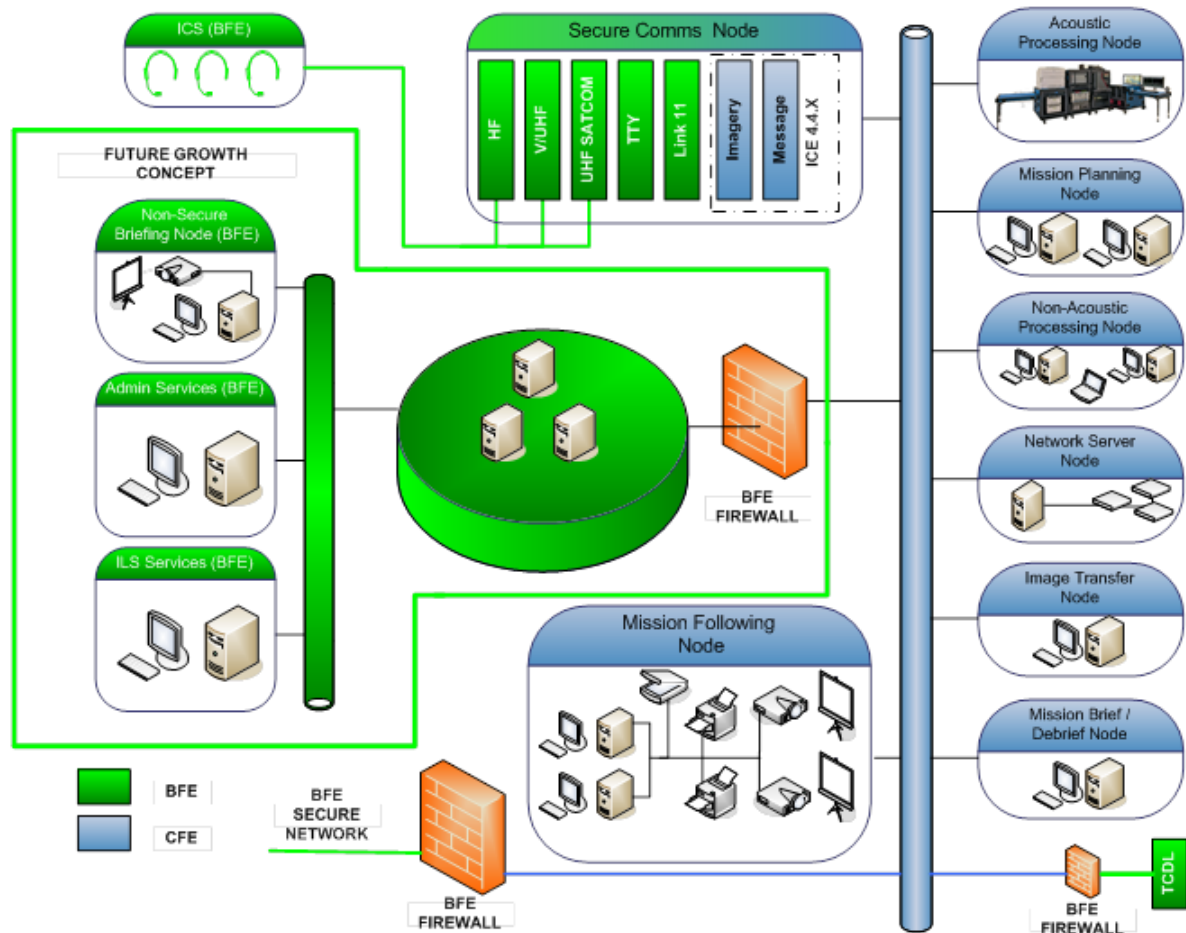 ICS (BFE)
Secure Comms Node
HF
V/UHF
UHF SATCOM
TTY
Link 11
Imagery
Message
ICE 4.4.X
Acoustic
Processing Node
FUTURE GROWTH
CONCEPT
Mission Planning
Node
Non-Secure
Briefing Node (BFE)
Non-Acoustic
Processing Node
Admin Services (BFE)
Network Server
Node
BFE
FIREWALL
ILS Services (BFE)
Image Transfer
Node
Mission Following
Node
Mission Brief /
Debrief Node
BFE
CFE
BFE
SECURE
NETWORK
BFE
FIREWALL
TCDL
BFE
FIREWALL